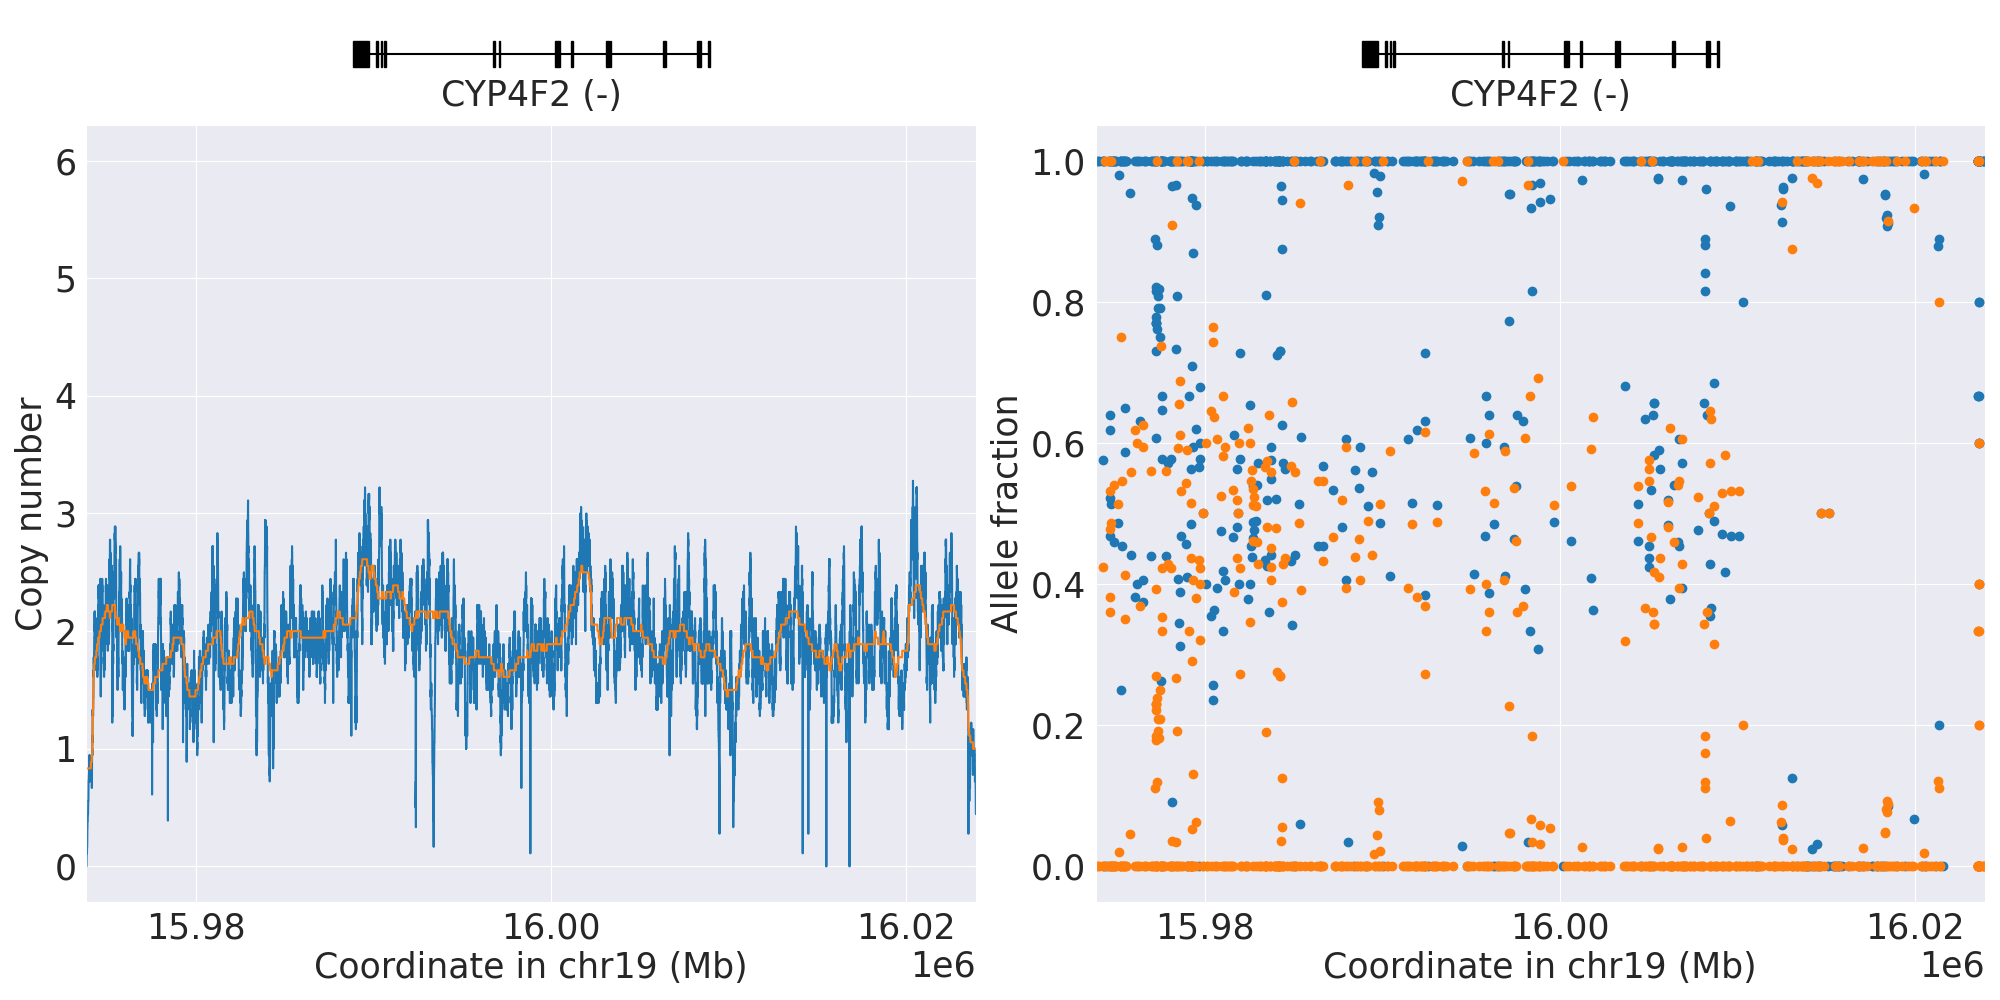 CYP4F2 (-)
6
5
4
3
2
1
0
Copy number
15.98
16.00
16.02
Coordinate in chr19 (Mb)
1e6
CYP4F2 (-)
1.0
0.8
0.6
0.4
0.2
0.0
Allele fraction
15.98
16.00
16.02
Coordinate in chr19 (Mb)
1e6